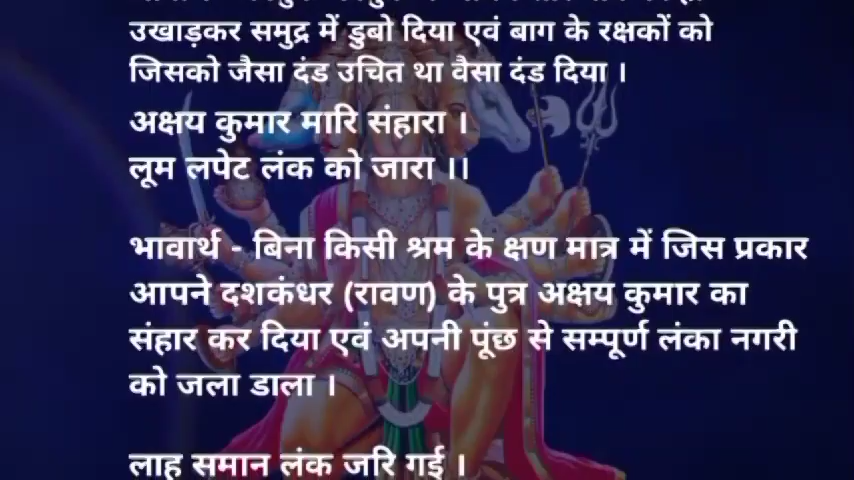 उखाड़कर समुद्र में डुबो दिया एवं बाग के रक्षकों को
जिसको जैसा दंड उचित था वैसा दंड दिया ।
अक्षय कुमार मारि संहारा ।
लूम लपेट लंक को जारा ।।
भावार्थ - बिना किसी श्रम के क्षण मात्र में जिस प्रकार
आपने दशकंधर (रावण) के पुत्र अक्षय कुमार का
संहार कर दिया एवं अपनी पूंछ से सम्पूर्ण लंका नगरी
को जला डाला ।
लाह समान लंक जरि गई ।